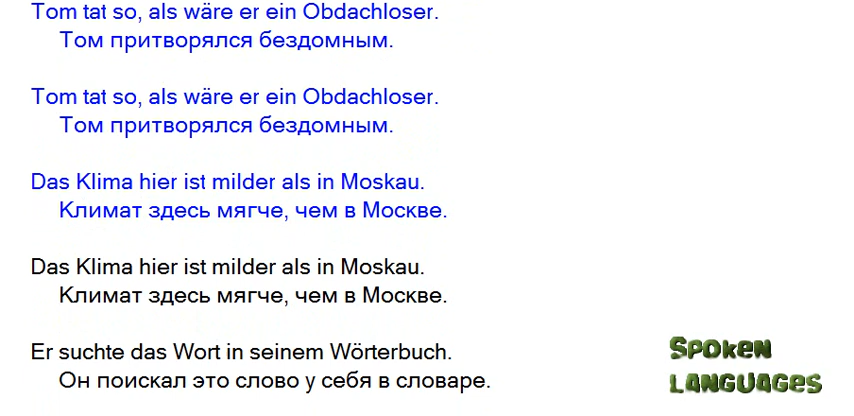 Tom tat so, als wäre er ein Obdachloser.
Том притворялся бездомным.
Tom tat so, als wäre er ein Obdachloser.
Том притворялся бездомным.
Das Klima hier ist milder als in Moskau.
Климат здесь мягче, чем в Москве.
Das Klima hier ist milder als in Moskau.
Климат здесь мягче, чем в Москве.
Er suchte das Wort in seinem Wörterbuch.
Он поискал это слово у себя в словаре.
Spoken
Languages